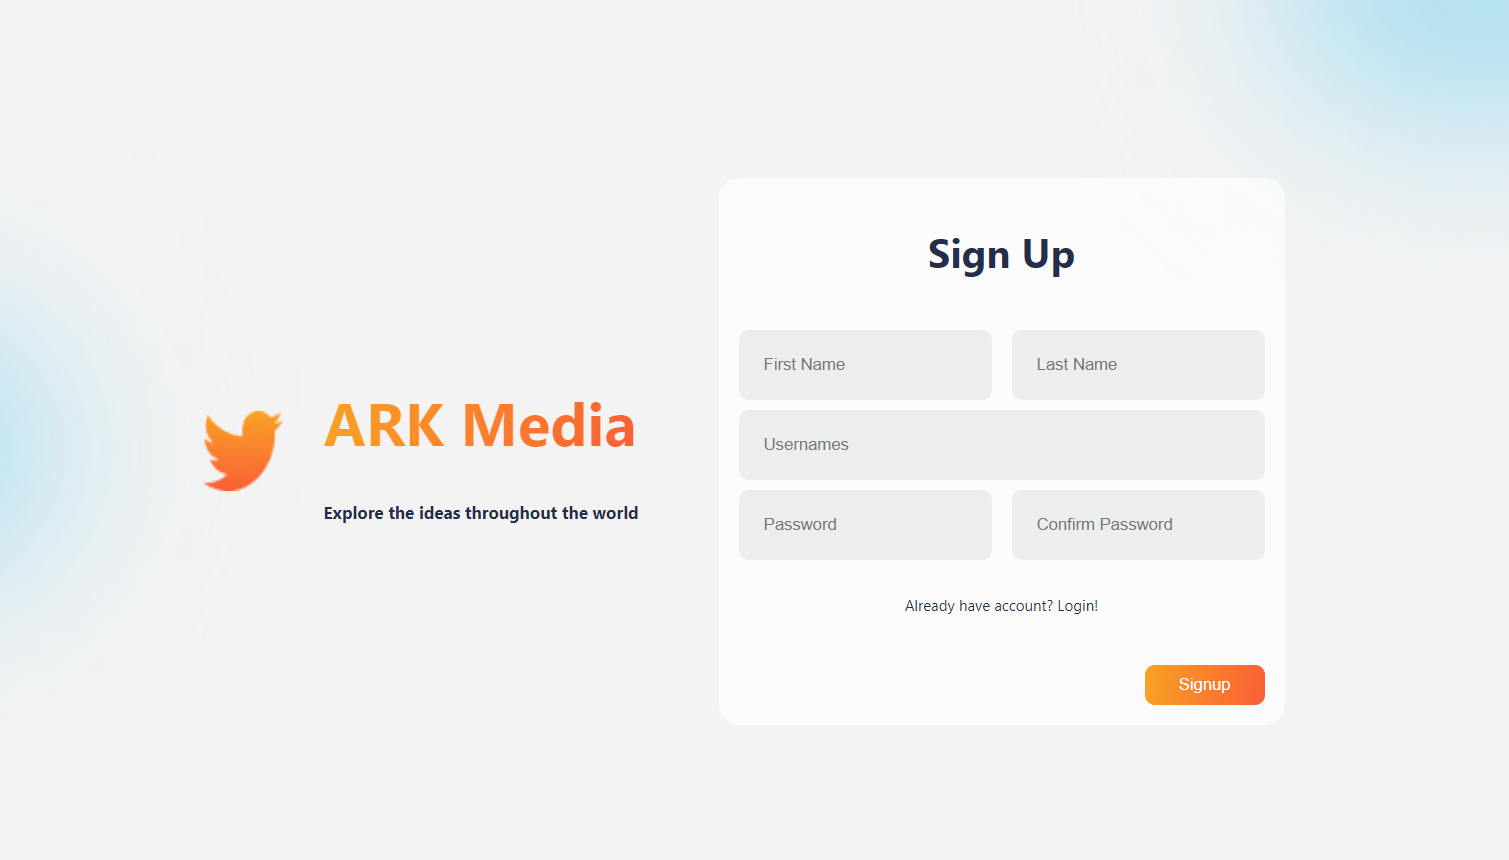 ARK Media
Explore the ideas throughout the world
Sign Up
First Name
Last Name
Usernames
Password
Confirm Password
Already have account? Login!
Signup